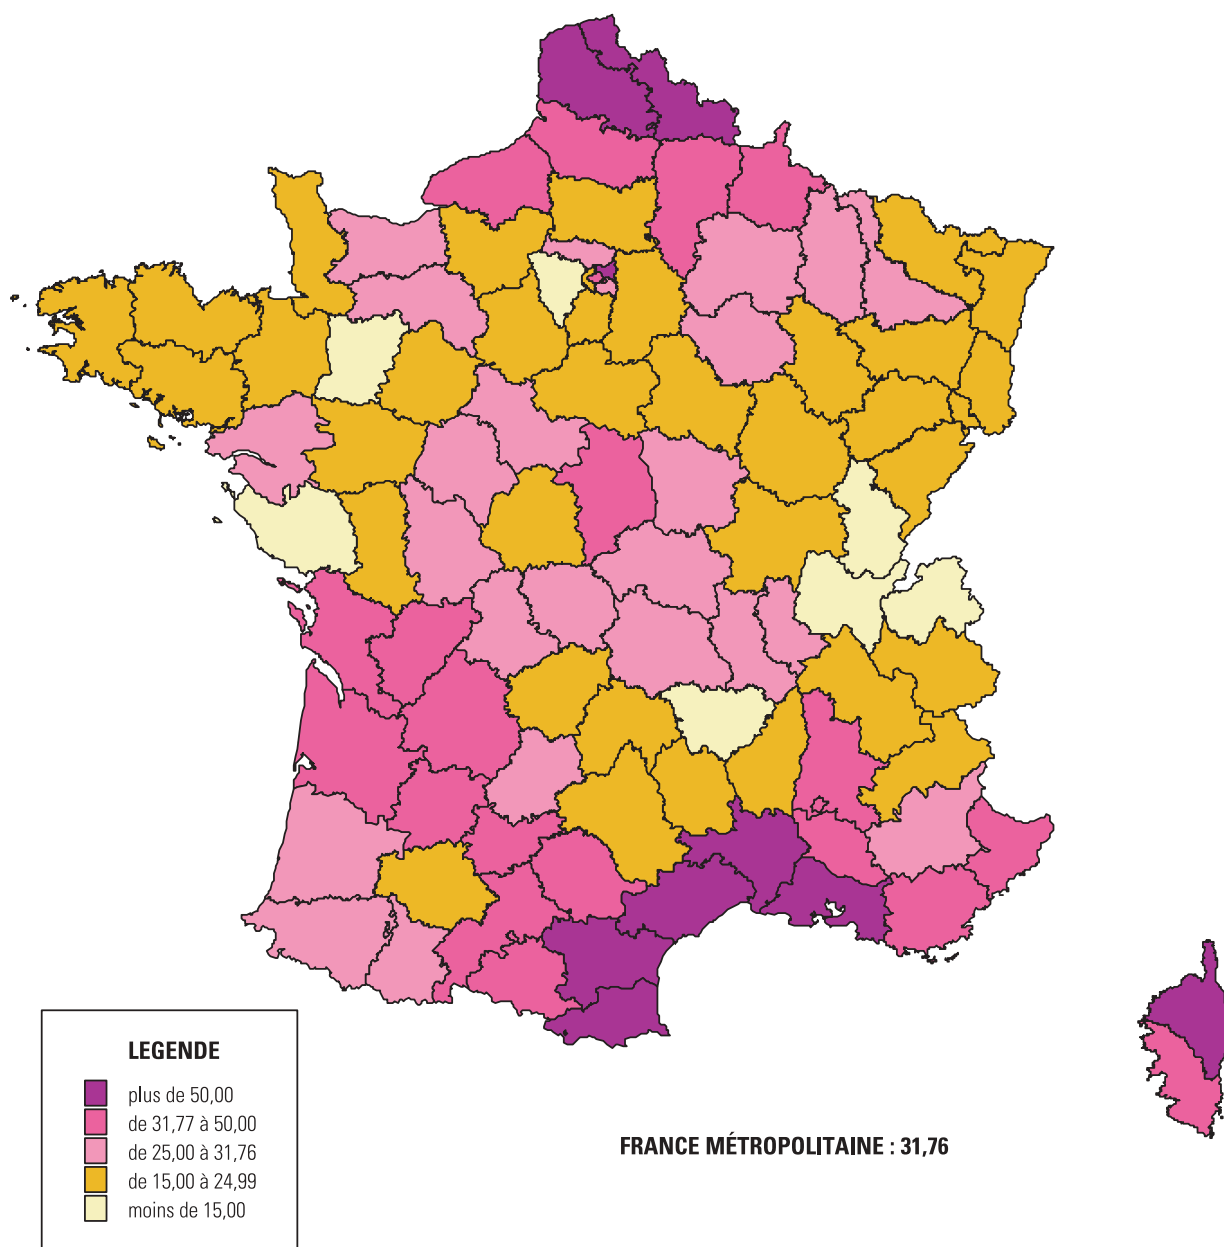 LEGENDE
plus de 50,00
de 31,77 à 50,00
de 25,00 à 31,76
de 15,00 à 24,99
moins de 15,00
FRANCE MÉTROPOLITAINE : 31,76